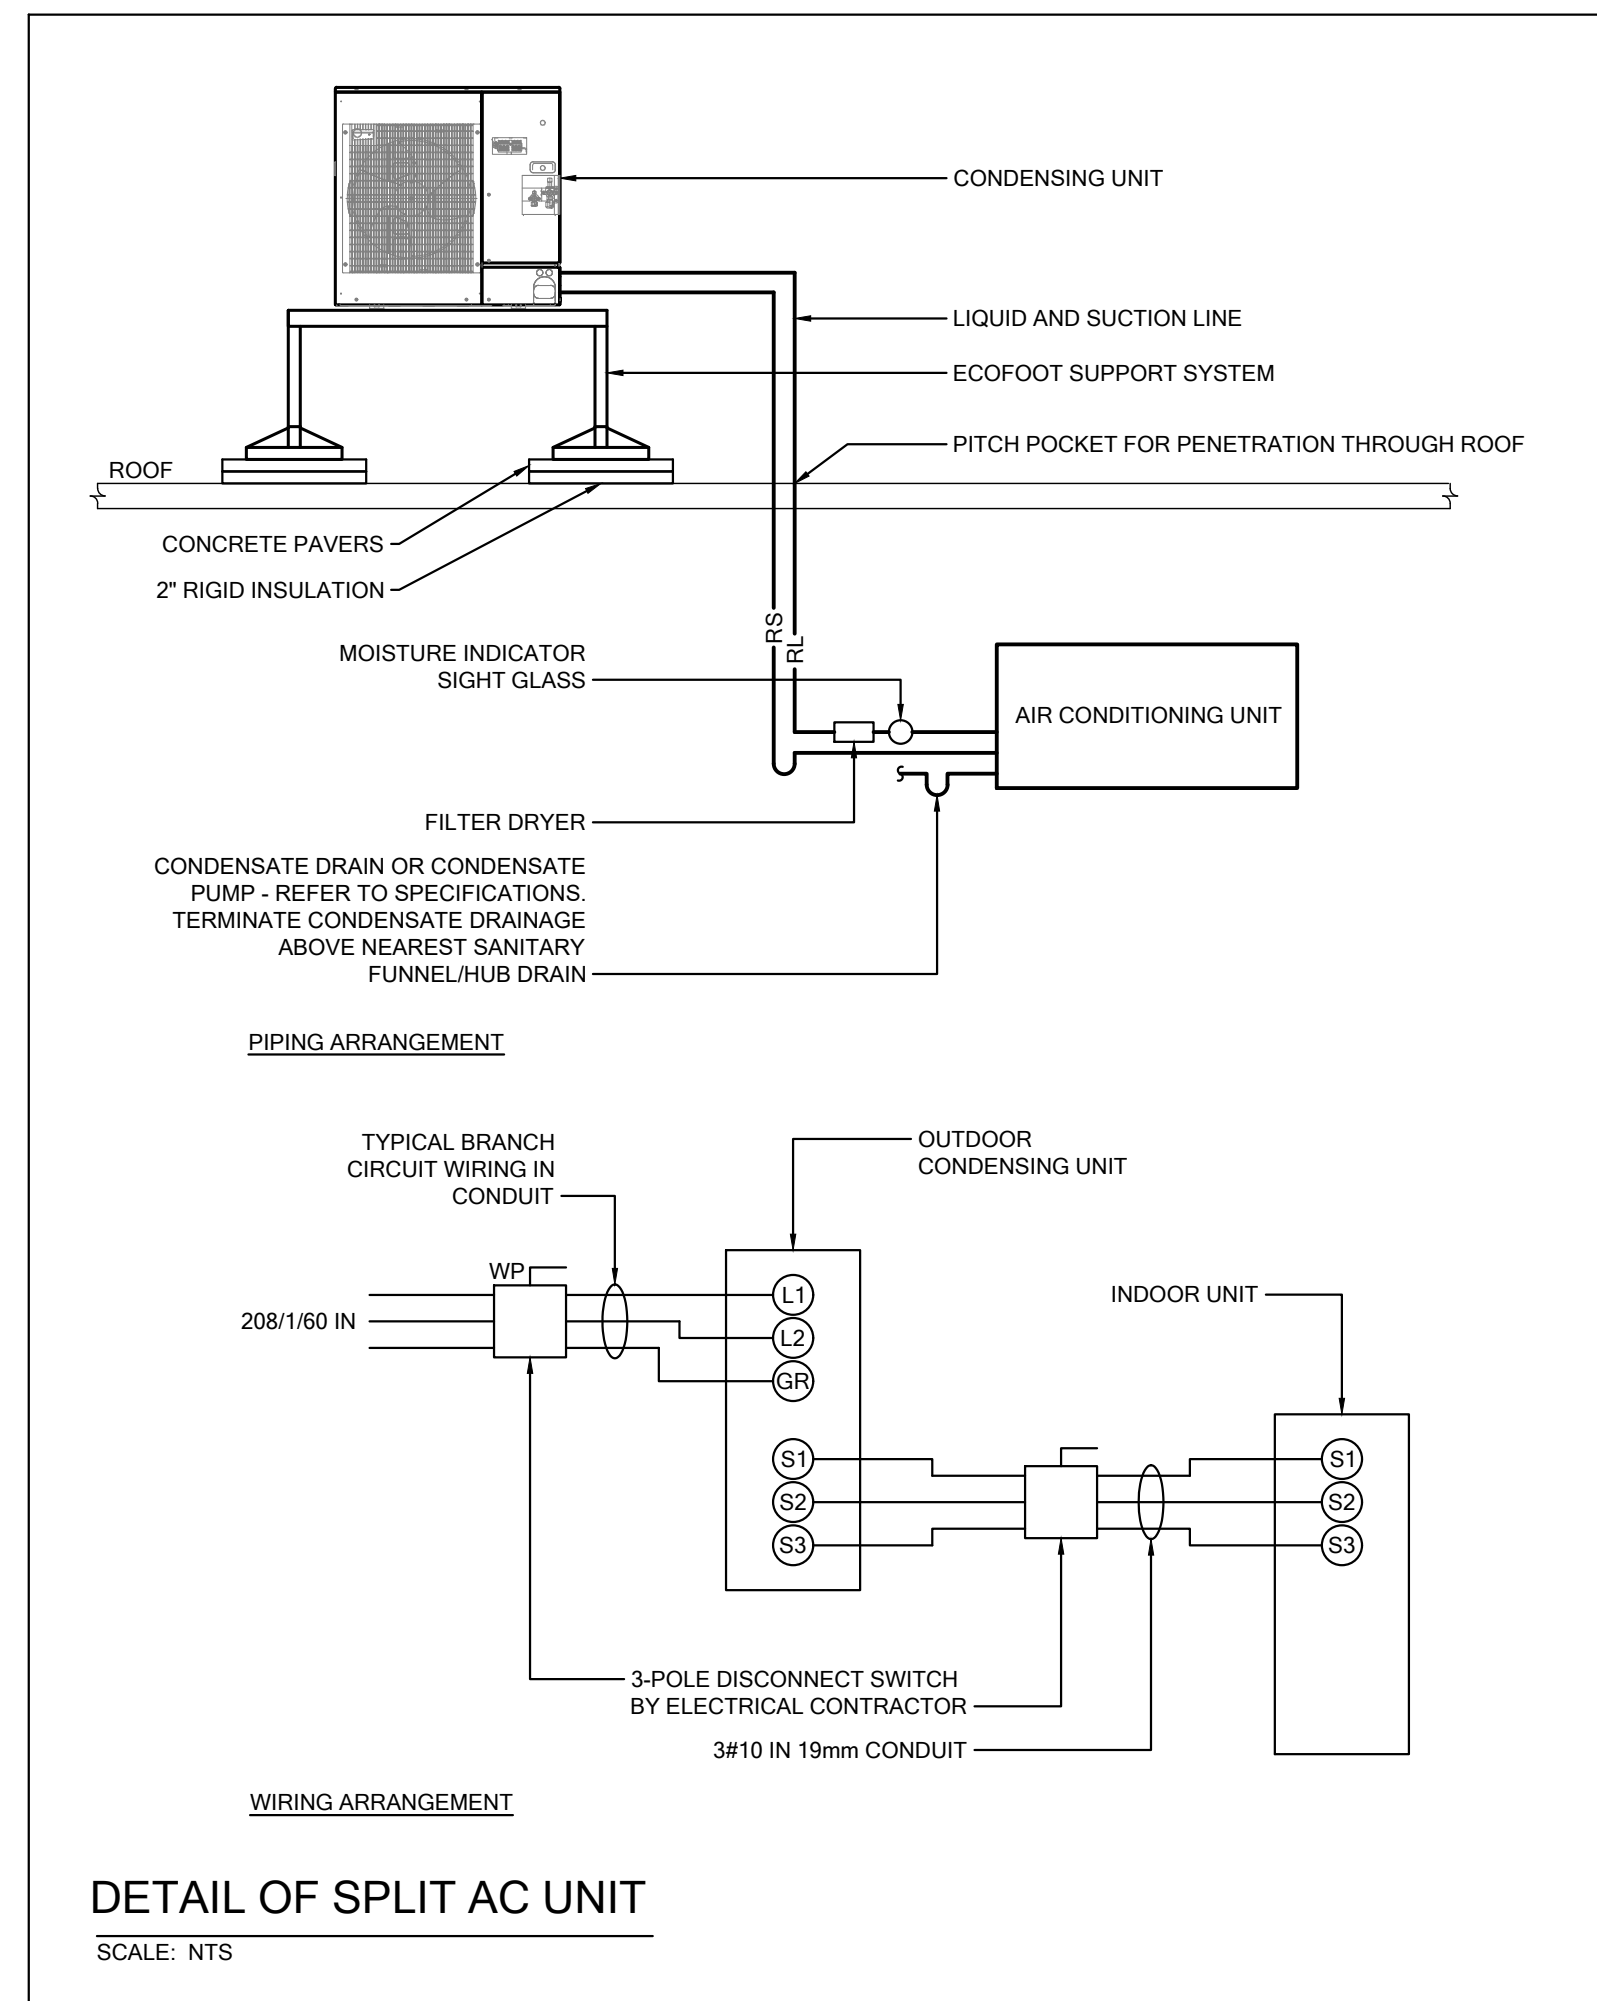 CONDENSING UNIT
LIQUID AND SUCTION LINE
ECOFOOT SUPPORT SYSTEM
PITCH POCKET FOR PENETRATION THROUGH ROOF
ROOF
CONCRETE PAVERS
2" RIGID INSULATION
RS
RL
MOISTURE INDICATOR
SIGHT GLASS
AIR CONDITIONING UNIT
FILTER DRYER
CONDENSATE DRAIN OR CONDENSATE
PUMP - REFER TO SPECIFICATIONS.
TERMINATE CONDENSATE DRAINAGE
ABOVE NEAREST SANITARY
FUNNEL/HUB DRAIN
PIPING ARRANGEMENT
TYPICAL BRANCH
CIRCUIT WIRING IN
CONDUIT
OUTDOOR
CONDENSING UNIT
WP
208/1/60 IN
L1
L2
GR
INDOOR UNIT
S1
S2
S3
S1
S2
S3
3-POLE DISCONNECT SWITCH
BY ELECTRICAL CONTRACTOR
3#10 IN 19mm CONDUIT
WIRING ARRANGEMENT
DETAIL OF SPLIT AC UNIT
SCALE: NTS